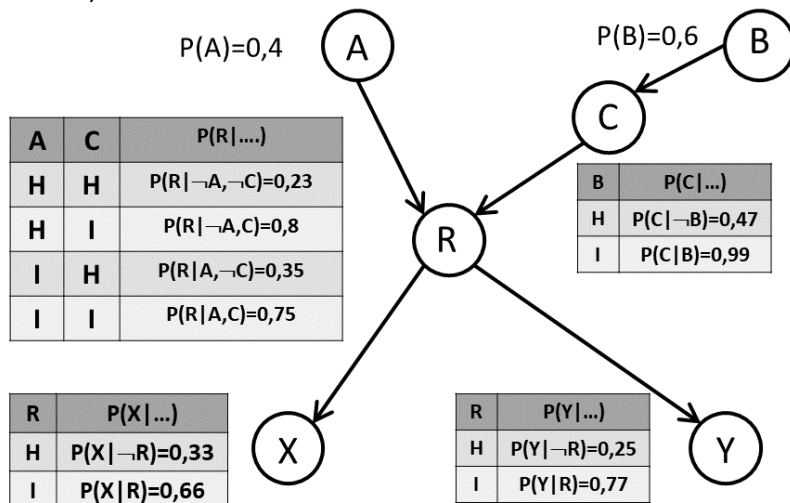 P(A)=0,4
A
P(B)=0,6
B
C
A C P(R|....)
H H P(R|¬A,¬C)=0,23
H I P(R|¬A,C)=0,8
I H P(R|A,¬C)=0,35
I I P(R|A,C)=0,75
B P(C|...)
H P(C|¬B)=0,47
I P(C|B)=0,99
R
R P(X|...)
H P(X|¬R)=0,33
I P(X|R)=0,66
X
R P(Y|...)
H P(Y|¬R)=0,25
I P(Y|R)=0,77
Y